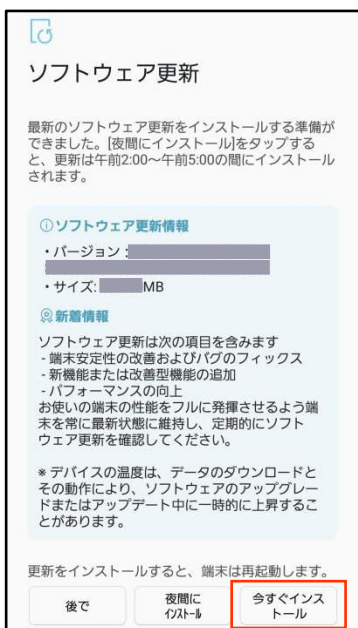 ソフトウェア更新
最新のソフトウェア更新をインストールする準備が
できました。[夜間にインストール]をタップする
と、更新は午前2:00～午前5:00の間にインストール
されます。
ⓘソフトウェア更新情報
・バージョン :
・サイズ: MB
新着情報
ソフトウェア更新は次の項目を含みます
- 端末安定性の改善およびバグのフィックス
- 新機能または改善型機能の追加
- パフォーマンスの向上
お使いの端末の性能をフルに発揮させるよう端
末を常に最新状態に維持し、定期的にソフト
ウェア更新を確認してください。
* デバイスの温度は、データのダウンロードと
その動作により、ソフトウェアのアップグレー
ドまたはアップデート中に一時的に上昇するこ
とがあります。
更新をインストールすると、端末は再起動します。
後で
夜間に
インストール
今すぐインス
トール